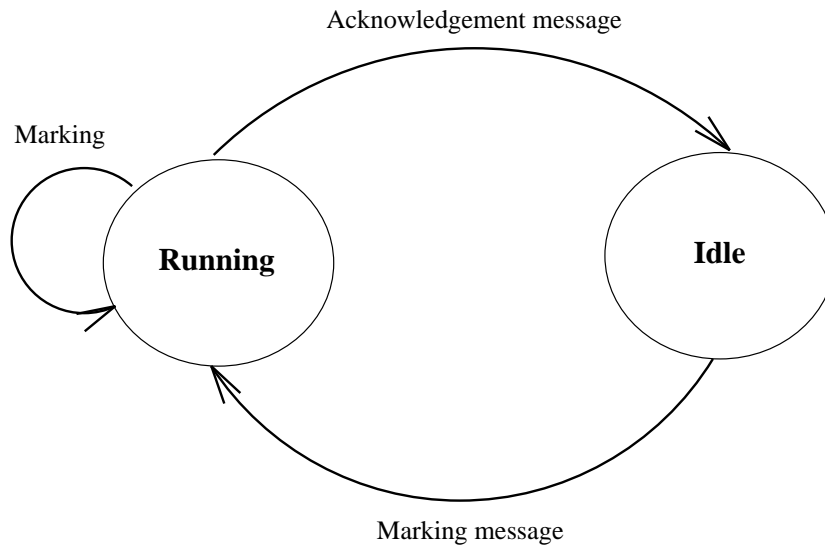 Acknowledgement message
Marking
Running
Idle
Marking message